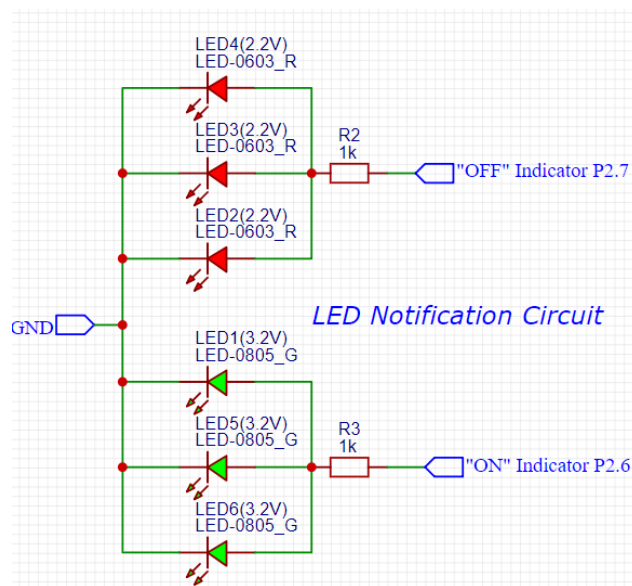 LED4(2.2V)
LED-0603_R
LED3(2.2V)
LED-0603_R
R2
1k
"OFF" Indicator P2.7
LED2(2.2V)
LED-0603_R
GND
LED Notification Circuit
LED1(3.2V)
LED-0805_G
LED5(3.2V)
LED-0805_G
R3
1k
"ON" Indicator P2.6
LED6(3.2V)
LED-0805_G